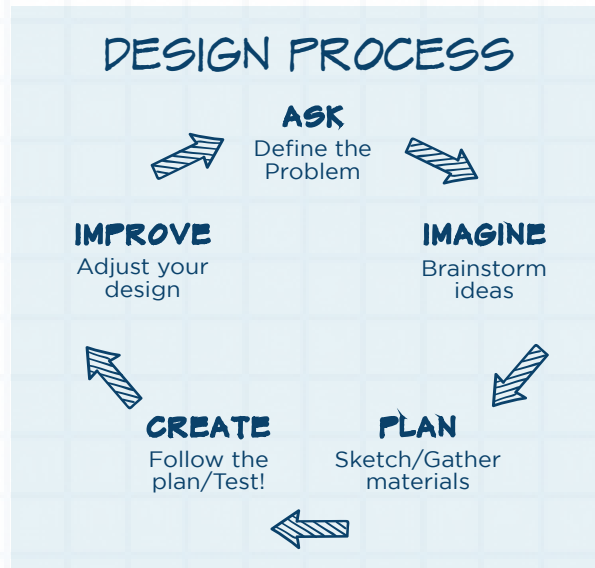 DESIGN PROCESS
ASK
Define the
Problem
IMAGINE
Brainstorm
ideas
PLAN
Sketch/Gather
materials
CREATE
Follow the
plan/Test!
IMPROVE
Adjust your
design